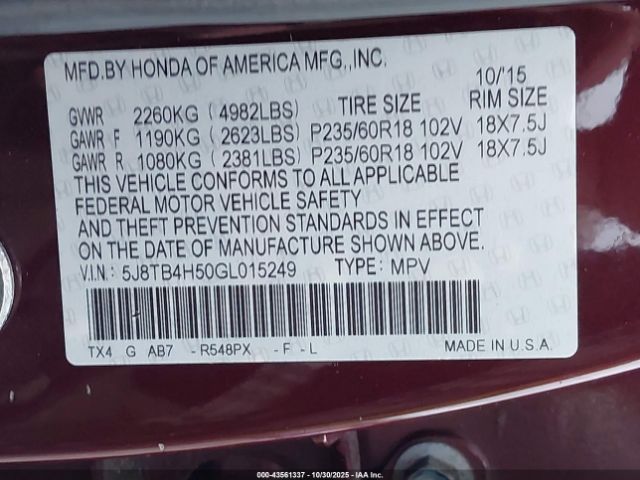 MFD.BY HONDA OF AMERICA MFG.,INC.
10/'15
GVWR 2260KG (4982LBS) TIRE SIZE RIM SIZE
GAWR F 1190KG (2623LBS) P235/60R18 102V 18X7.5J
GAWR R 1080KG (2381LBS) P235/60R18 102V 18X7.5J
THIS VEHICLE CONFORMS TO ALL APPLICABLE
FEDERAL MOTOR VEHICLE SAFETY
AND THEFT PREVENTION STANDARDS IN EFFECT
ON THE DATE OF MANUFACTURE SHOWN ABOVE.
V.I.N: 5J8TB4H50GL015249 TYPE: MPV
TX4 G AB7 -R548PX -F -L MADE IN U.S.A.
00-43561337 | 10/30/2025 | IAA Inc.